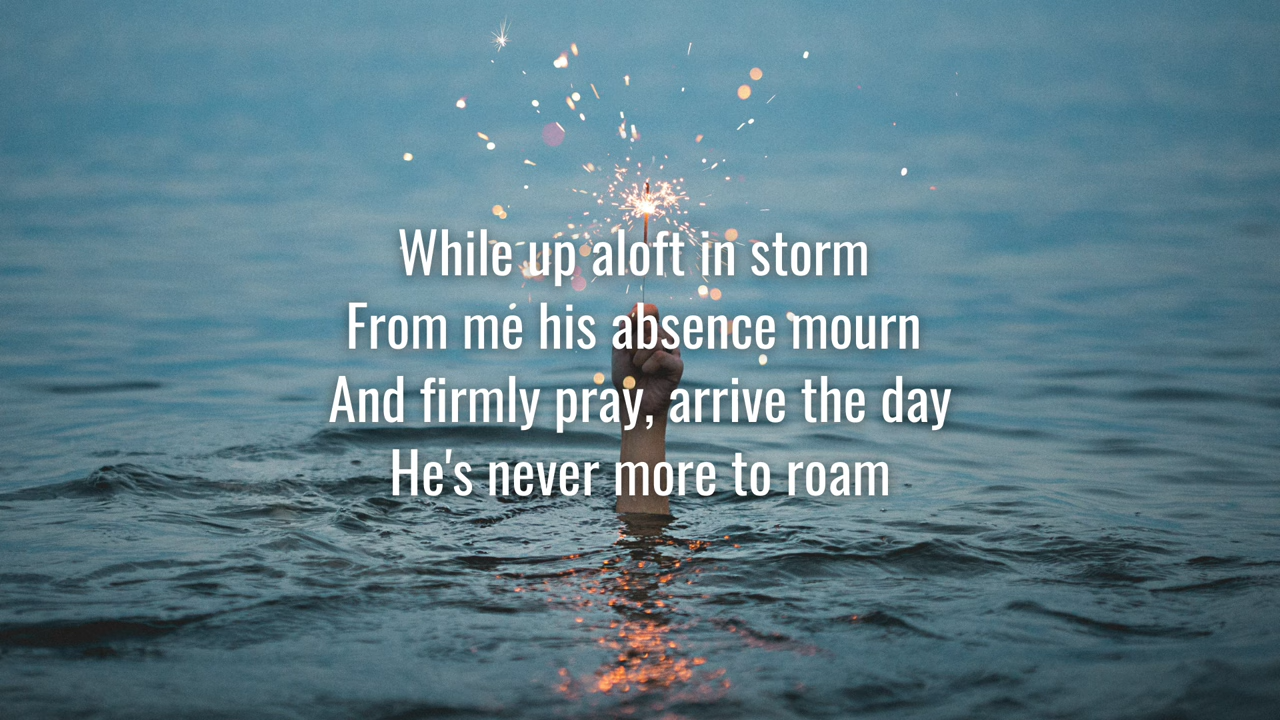 While up aloft in storm
From me his absence mourn
And firmly pray, arrive the day
He's never more to roam